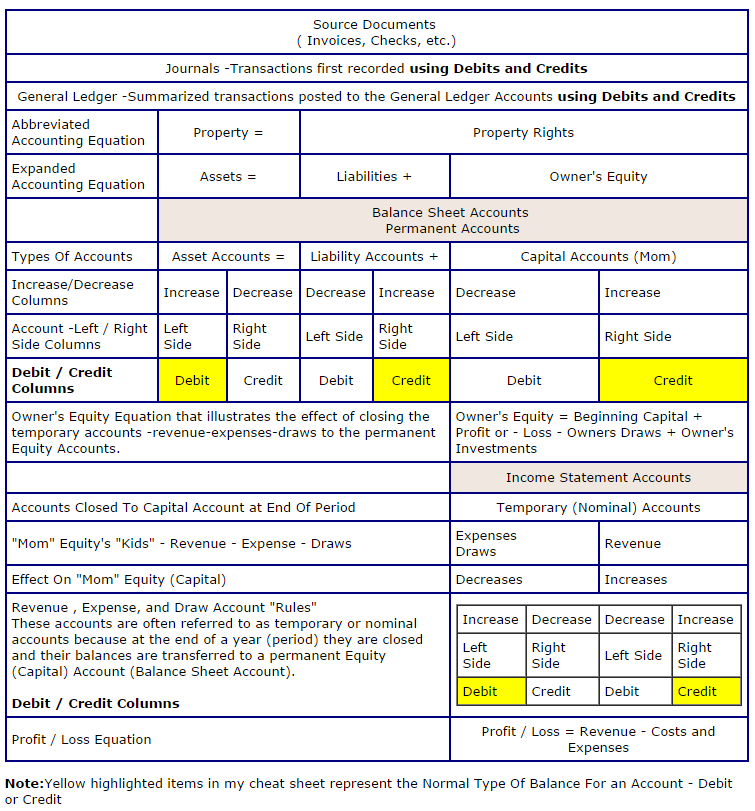 Source Documents
( Invoices, Checks, etc.)
Journals -Transactions first recorded using Debits and Credits
General Ledger -Summarized transactions posted to the General Ledger Accounts using Debits and Credits
Abbreviated
Accounting Equation
Property =
Property Rights
Expanded
Accounting Equation
Assets =
Liabilities +
Owner's Equity
Balance Sheet Accounts
Permanent Accounts
Types Of Accounts
Asset Accounts =
Liability Accounts +
Capital Accounts (Mom)
Increase/Decrease
Columns
Increase
Decrease
Decrease
Increase
Decrease
Increase
Account -Left / Right
Side Columns
Left
Side
Right
Side
Left Side
Right
Side
Left Side
Right Side
Debit / Credit
Columns
Debit
Credit
Debit
Credit
Debit
Credit
Owner's Equity Equation that illustrates the effect of closing the
temporary accounts -revenue-expenses-draws to the permanent
Equity Accounts.
Owner's Equity = Beginning Capital +
Profit or - Loss - Owners Draws + Owner's
Investments
Income Statement Accounts
Accounts Closed To Capital Account at End Of Period
Temporary (Nominal) Accounts
"Mom" Equity's "Kids" - Revenue - Expense - Draws
Expenses
Draws
Revenue
Effect On "Mom" Equity (Capital)
Decreases
Increases
Revenue , Expense, and Draw Account "Rules"
These accounts are often referred to as temporary or nominal
accounts because at the end of a year (period) they are closed
and their balances are transferred to a permanent Equity
(Capital) Account (Balance Sheet Account).
Debit / Credit Columns
Increase
Decrease
Decrease
Increase
Left
Side
Right
Side
Left Side
Right
Side
Debit
Credit
Debit
Credit
Profit / Loss Equation
Profit / Loss = Revenue - Costs and
Expenses
Note:Yellow highlighted items in my cheat sheet represent the Normal Type Of Balance For an Account - Debit
or Credit